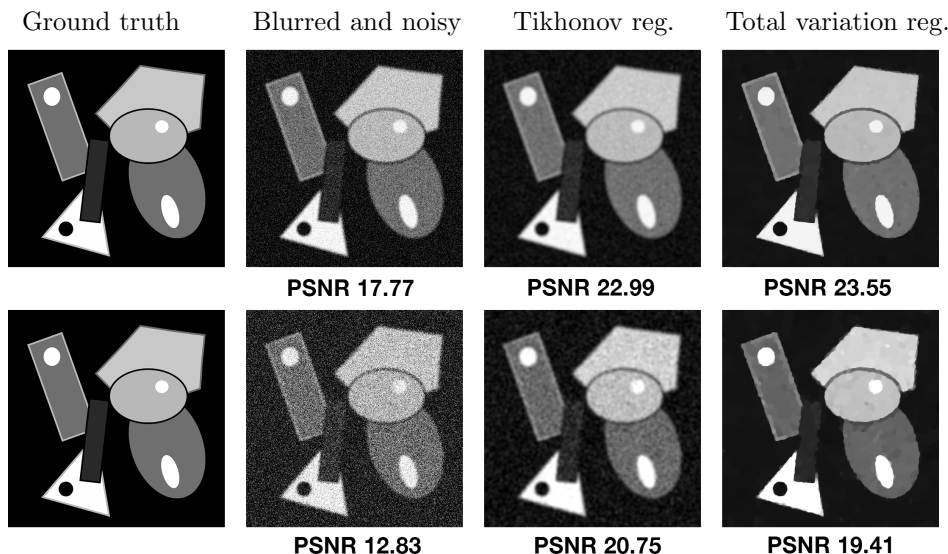 Ground truth Blurred and noisy Tikhonov reg. Total variation reg.
PSNR 17.77 PSNR 22.99 PSNR 23.55
PSNR 12.83 PSNR 20.75 PSNR 19.41